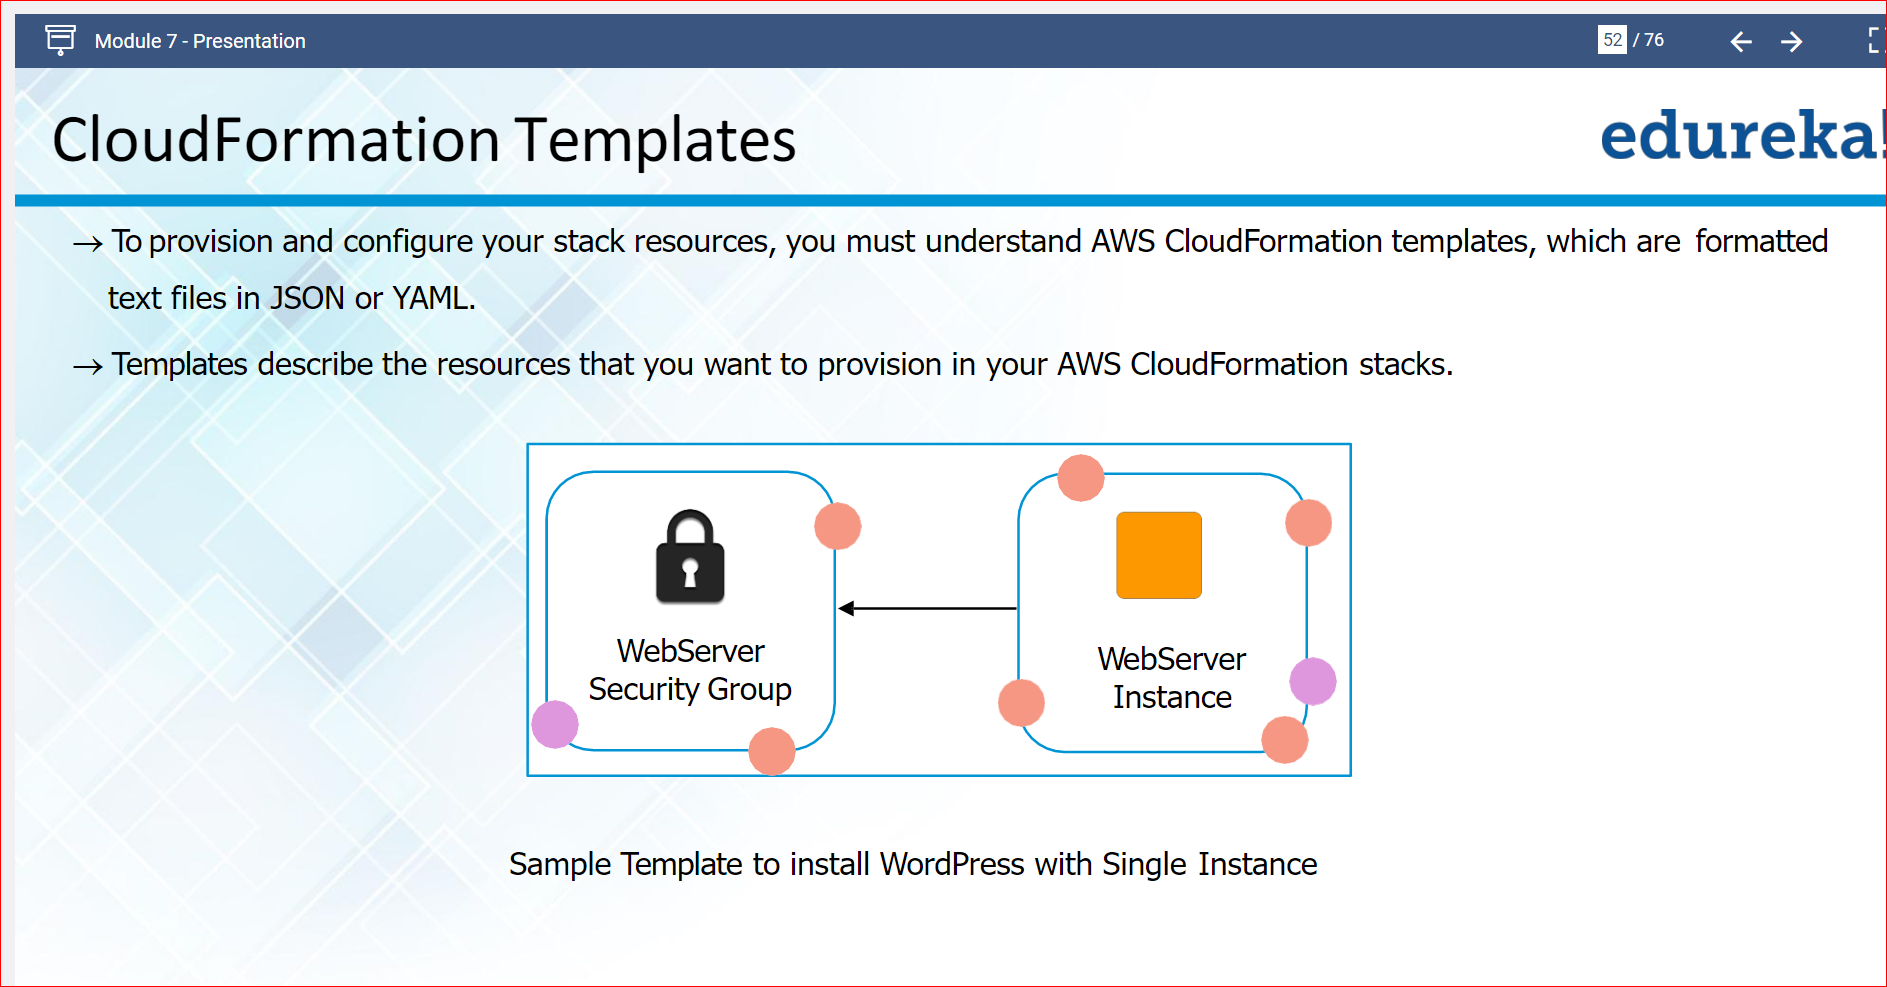 Module 7 - Presentation
52 / 76
CloudFormation Templates
edureka!
→ To provision and configure your stack resources, you must understand AWS CloudFormation templates, which are formatted
text files in JSON or YAML.
→ Templates describe the resources that you want to provision in your AWS CloudFormation stacks.
WebServer
Security Group
WebServer
Instance
Sample Template to install WordPress with Single Instance